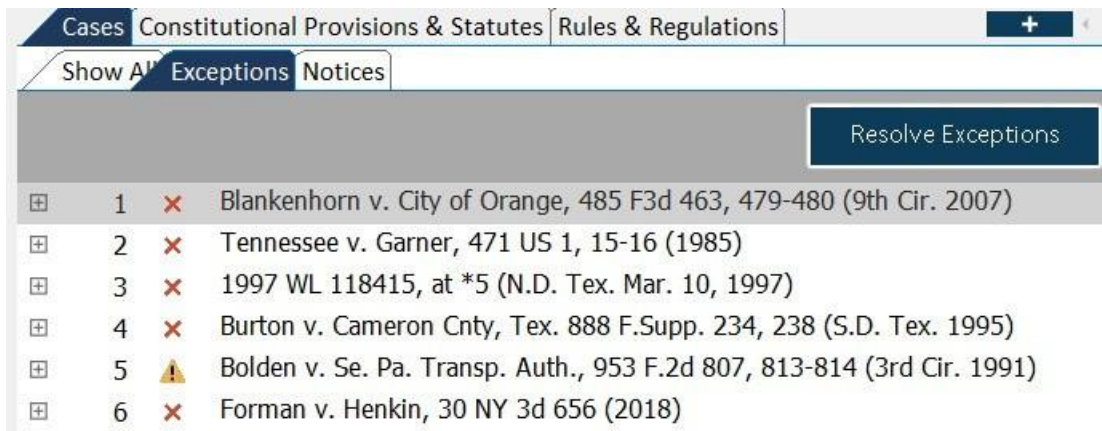 Cases Constitutional Provisions & Statutes Rules & Regulations +
Show Al Exceptions Notices
Resolve Exceptions
1 Blankenhorn v. City of Orange, 485 F3d 463, 479-480 (9th Cir. 2007)
2 Tennessee v. Garner, 471 US 1, 15-16 (1985)
3 1997 WL 118415, at *5 (N.D. Tex. Mar. 10, 1997)
4 Burton v. Cameron Cnty, Tex. 888 F.Supp. 234, 238 (S.D. Tex. 1995)
5 Bolden v. Se. Pa. Transp. Auth., 953 F.2d 807, 813-814 (3rd Cir. 1991)
6 Forman v. Henkin, 30 NY 3d 656 (2018)